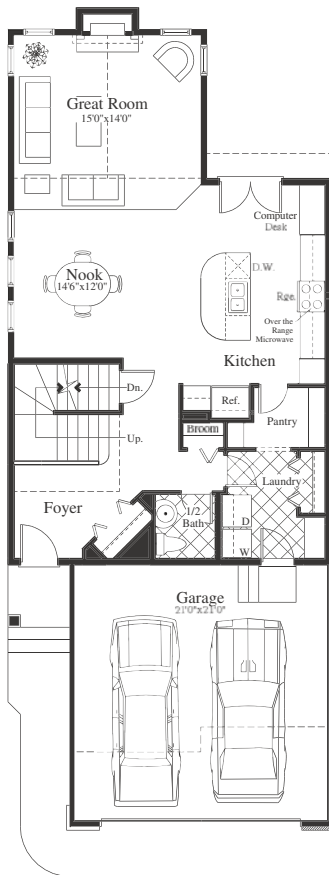 Great Room
15'0"x14'0"
Computer
Desk
D.W.
Nook
14'6"x12'0"
Rge.
Over the
Range
Microwave
Kitchen
Dn.
Ref.
Pantry
Broom
Up.
Laundry
Foyer
1/2
Bath
D
W
Garage
21'0"x21'0"